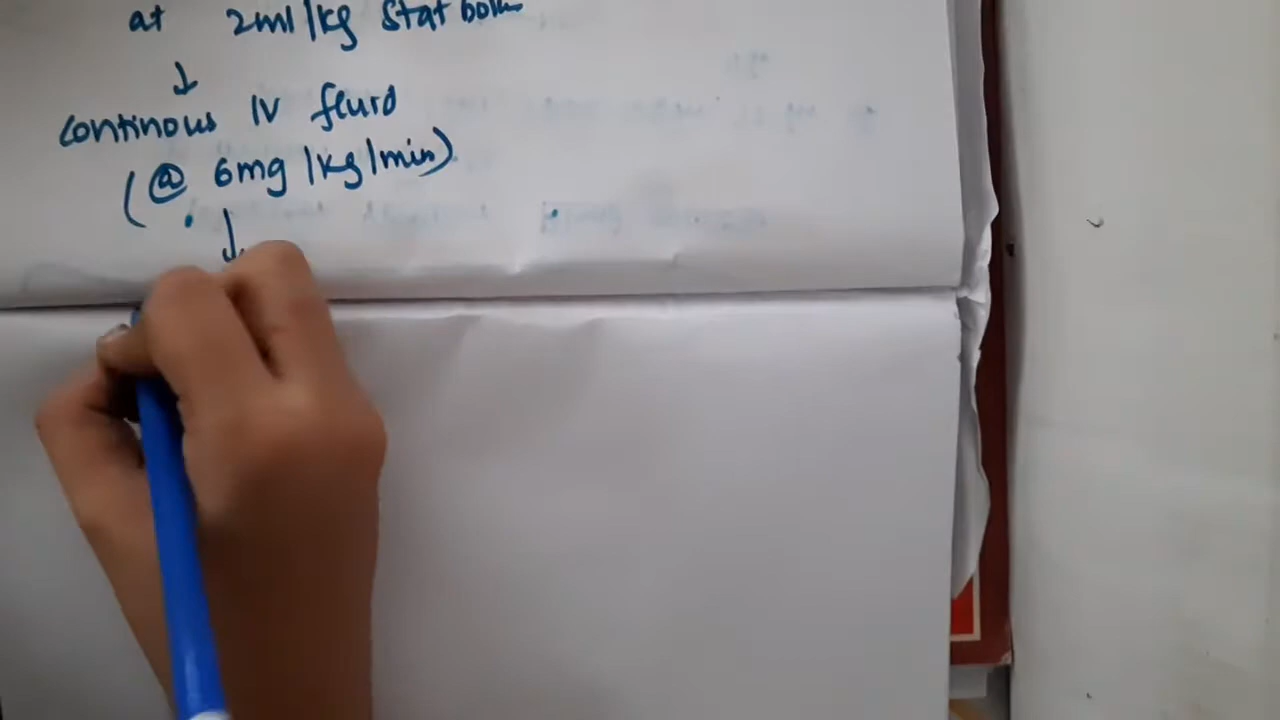 at 2ml/kg stat bolus
↓
continous IV fluid
(@ 6mg/kg/min)
↓